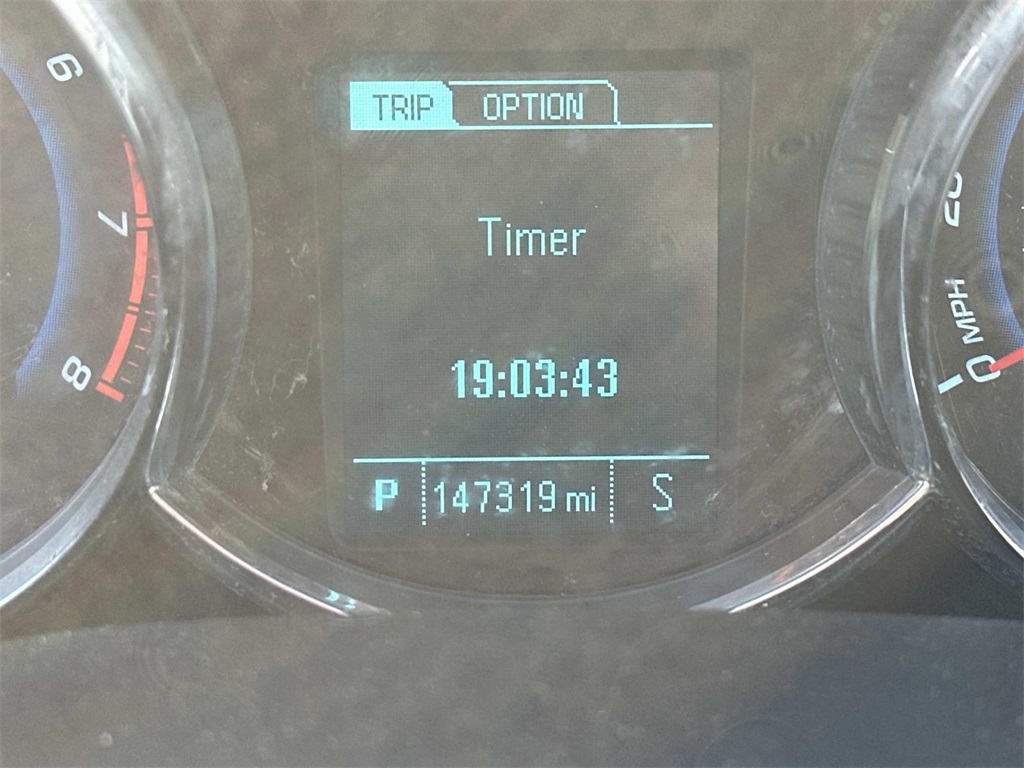 TRIP OPTION
Timer
19:03:43
P 147319 mi S
6
7
8
20
MPH
0